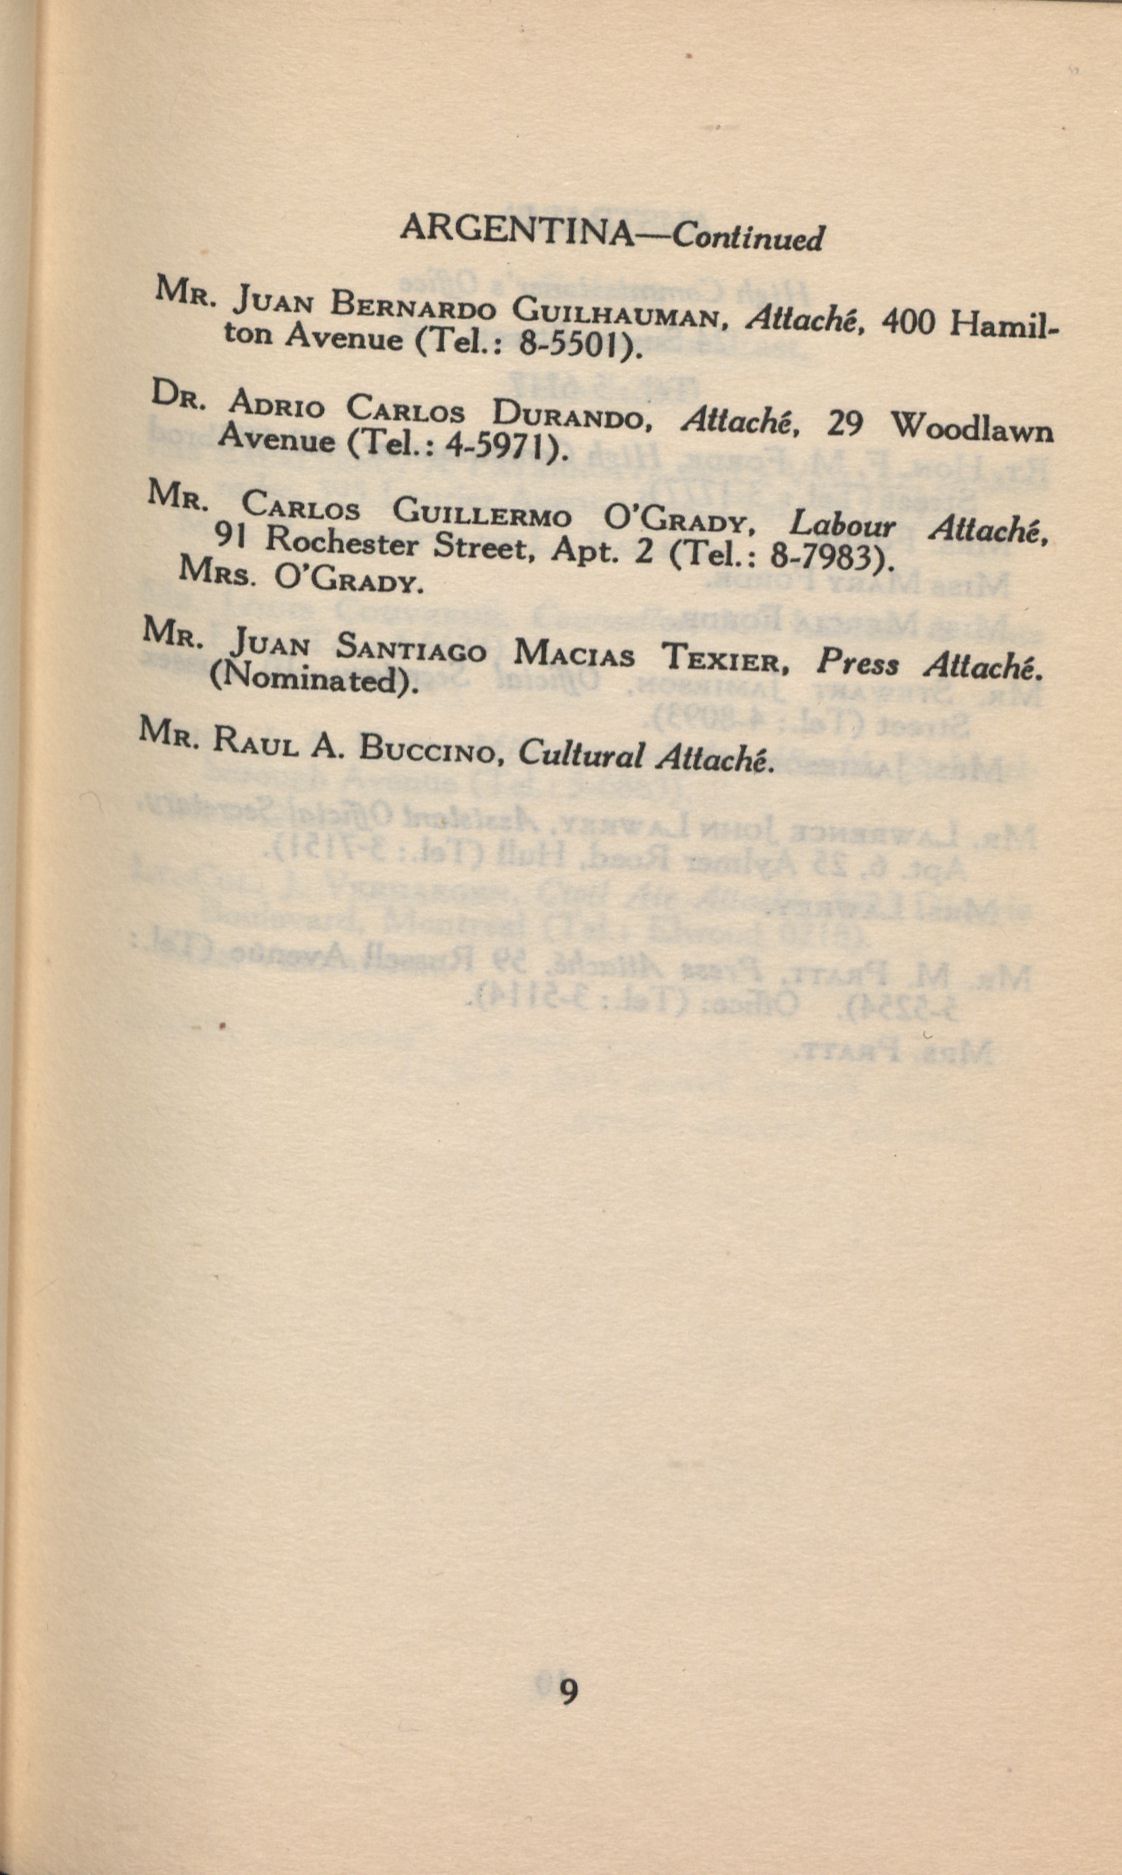 ARGENTINA—Continued
Mr. Juan Bernardo Guilhauman, Attaché, 400 Hamil-
ton Avenue (Tel.: 8-5501).
Dr. Adrio Carlos Durando, Attaché, 29 Woodlawn
Avenue (Tel.: 4-5971).
Mr. Carlos Guillermo O'Grady, Labour Attaché,
91 Rochester Street, Apt. 2 (Tel.: 8-7983).
Mrs. O'Grady.
Mr. Juan Santiago Macias Texier, Press Attaché.
(Nominated).
Mr. Raul A. Buccino, Cultural Attaché.
9